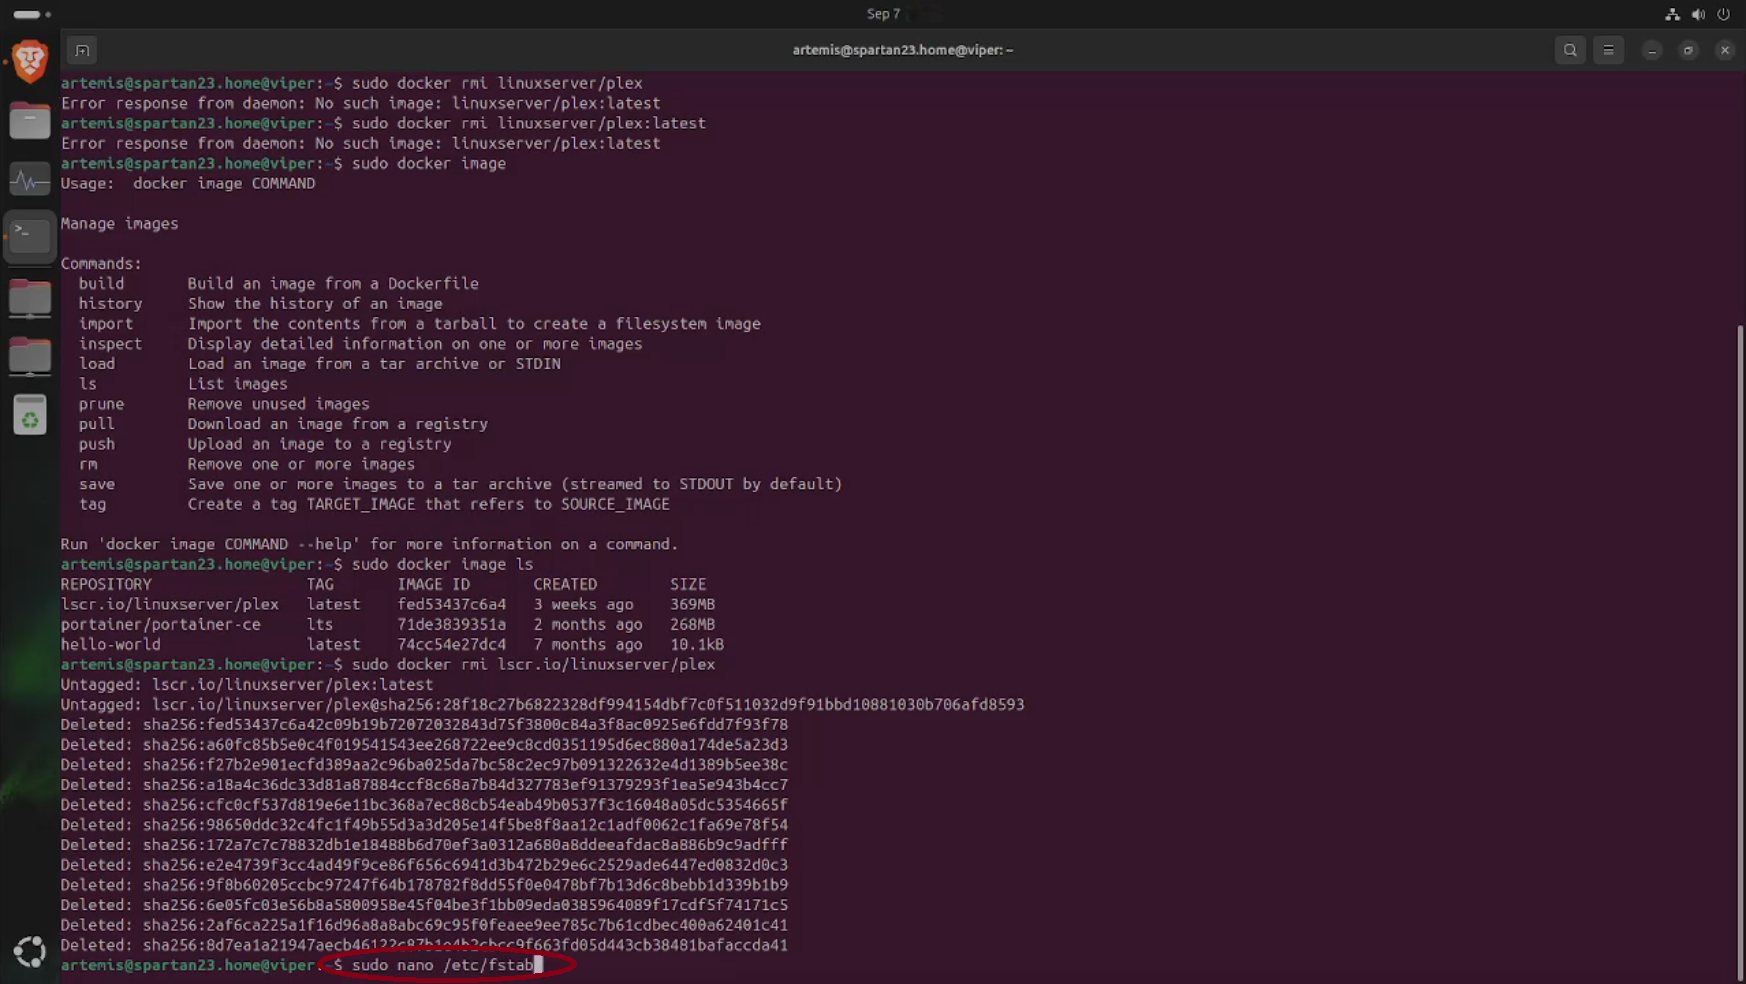 Sep 7
artemis@spartan23.home@viper: ~
artemis@spartan23.home@viper:~$ sudo docker rmi linuxserver/plex
Error response from daemon: No such image: linuxserver/plex:latest
artemis@spartan23.home@viper:~$ sudo docker rmi linuxserver/plex:latest
Error response from daemon: No such image: linuxserver/plex:latest
artemis@spartan23.home@viper:~$ sudo docker image
Usage:  docker image COMMAND
Manage images
Commands:
build       Build an image from a Dockerfile
history     Show the history of an image
import      Import the contents from a tarball to create a filesystem image
inspect     Display detailed information on one or more images
load        Load an image from a tar archive or STDIN
ls          List images
prune       Remove unused images
pull        Download an image from a registry
push        Upload an image to a registry
rm          Remove one or more images
save        Save one or more images to a tar archive (streamed to STDOUT by default)
tag         Create a tag TARGET_IMAGE that refers to SOURCE_IMAGE
Run 'docker image COMMAND --help' for more information on a command.
artemis@spartan23.home@viper:~$ sudo docker image ls
REPOSITORY                 TAG       IMAGE ID       CREATED        SIZE
lscr.io/linuxserver/plex   latest    fed53437c6a4   3 weeks ago    369MB
portainer/portainer-ce     lts       71de3839351a   2 months ago   268MB
hello-world                latest    74cc54e27dc4   7 months ago   10.1kB
artemis@spartan23.home@viper:~$ sudo docker rmi lscr.io/linuxserver/plex
Untagged: lscr.io/linuxserver/plex:latest
Untagged: lscr.io/linuxserver/plex@sha256:28f18c27b6822328df994154dbf7c0f511032d9f91bbd10881030b706afd8593
Deleted: sha256:fed53437c6a42c09b19b72072032843d75f3800c84a3f8ac0925e6fdd7f93f78
Deleted: sha256:a60fc85b5e0c4f019541543ee268722ee9c8cd0351195d6ec880a174de5a23d3
Deleted: sha256:f27b2e901ecfd389aa2c96ba025da7bc58c2ec97b091322632e4d1389b5ee38c
Deleted: sha256:a18a4c36dc33d81a87884ccf8c68a7b84d327783ef91379293f1ea5e943b4cc7
Deleted: sha256:cfc0cf537d819e6e11bc368a7ec88cb54eab49b0537f3c16048a05dc5354665f
Deleted: sha256:98650ddc32c4fc1f49b55d3a3d205e14f5be8f8aa12c1adf0062c1fa69e78f54
Deleted: sha256:172a7c7c78832db1e18488b6d70ef3a0312a680a8ddeeafdac8a886b9c9adfff
Deleted: sha256:e2e4739f3cc4ad49f9ce86f656c6941d3b472b29e6c2529ade6447ed0832d0c3
Deleted: sha256:9f8b60205ccbc97247f64b178782f8dd55f0e0478bf7b13d6c8bebb1d339b1b9
Deleted: sha256:6e05fc03e56b8a5800958e45f04be3f1bb09eda0385964089f17cdf5f74171c5
Deleted: sha256:2af6ca225a1f16d96a8a8abc69c95f0feaee9ee785c7b61cdbec400a62401c41
Deleted: sha256:8d7ea1a21947aecb46122c87b1e4b2cbcc9f663fd05d443cb38481bafaccda41
artemis@spartan23.home@viper:~$ sudo nano /etc/fstab